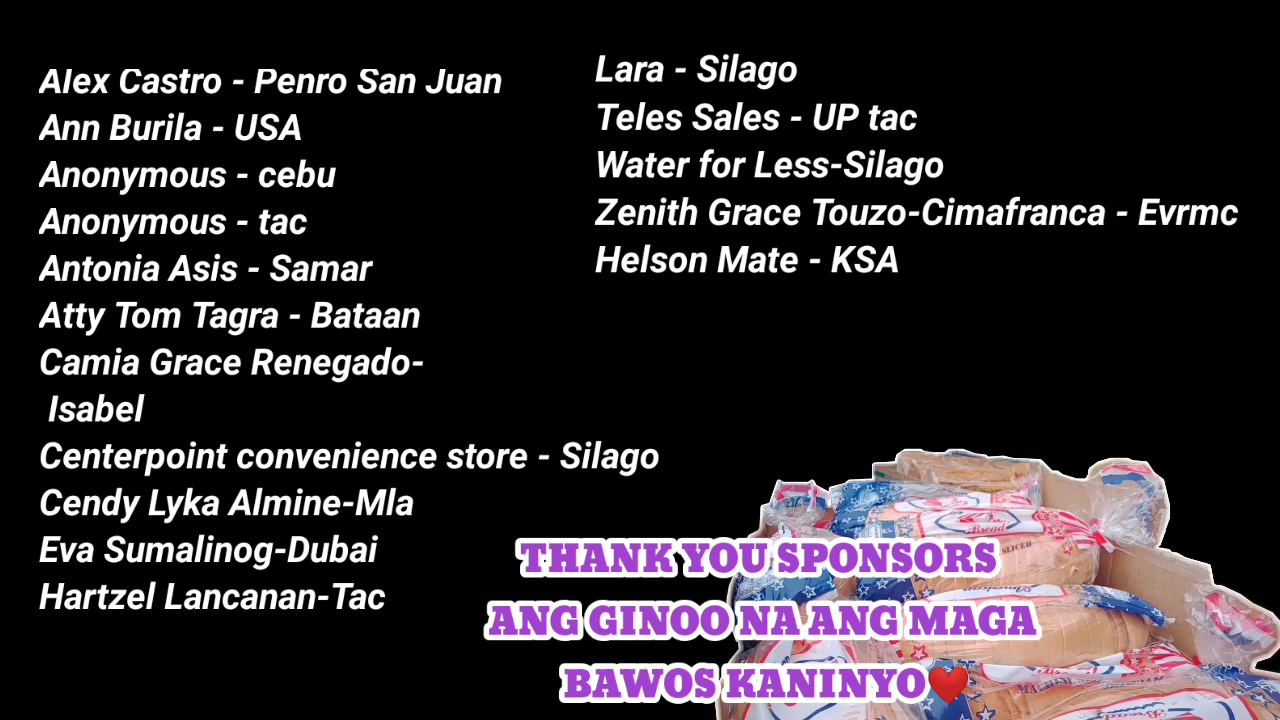 Alex Castro - Penro San Juan
Ann Burila - USA
Anonymous - cebu
Anonymous - tac
Antonia Asis - Samar
Atty Tom Tagra - Bataan
Camia Grace Renegado-
Isabel
Centerpoint convenience store - Silago
Cendy Lyka Almine-Mla
Eva Sumalinog-Dubai
Hartzel Lancanan-Tac
Lara - Silago
Teles Sales - UP tac
Water for Less-Silago
Zenith Grace Touzo-Cimafranca - Evrmc
Helson Mate - KSA
THANK YOU SPONSORS
ANG GINOO NA ANG MAGA
BAWOS KANINYO❤️
Bread
SLICED